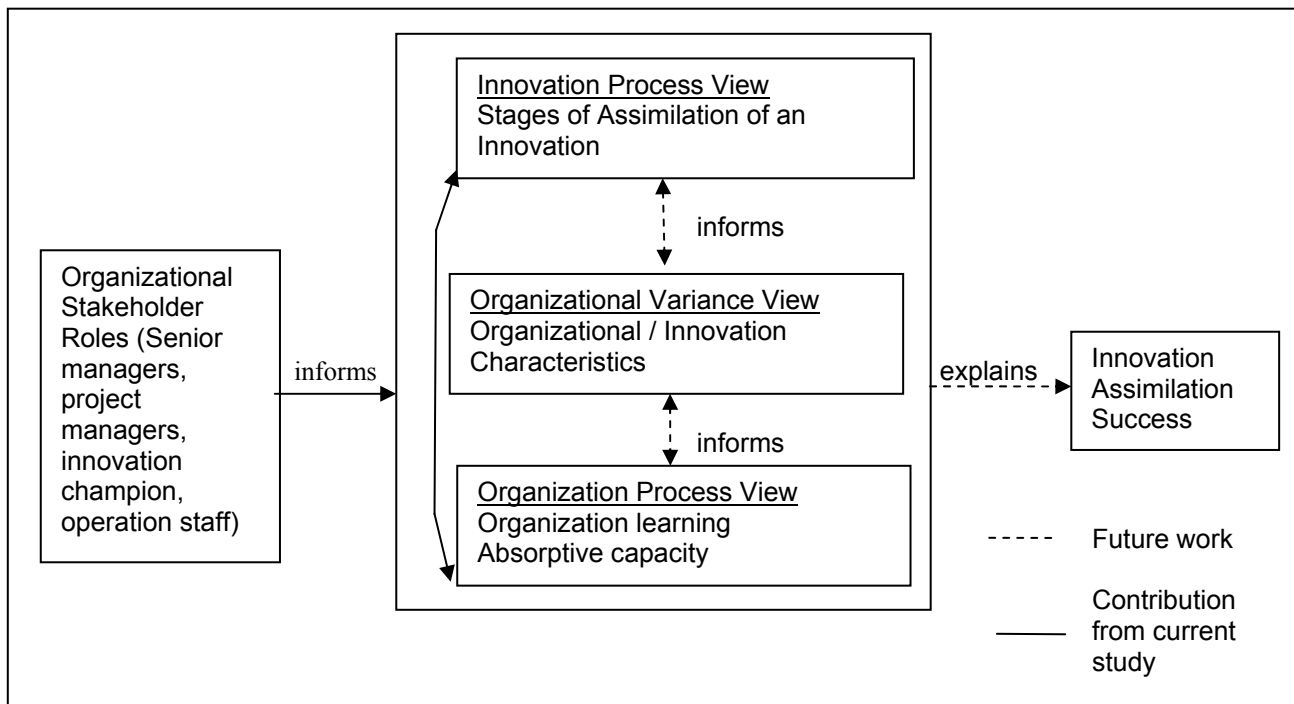 Organizational
Stakeholder
Roles (Senior
managers,
project
managers,
innovation
champion,
operation staff)
informs
Innovation Process View
Stages of Assimilation of an
Innovation
informs
Organizational Variance View
Organizational / Innovation
Characteristics
informs
Organization Process View
Organization learning
Absorptive capacity
explains
Innovation
Assimilation
Success
Future work
Contribution
from current
study